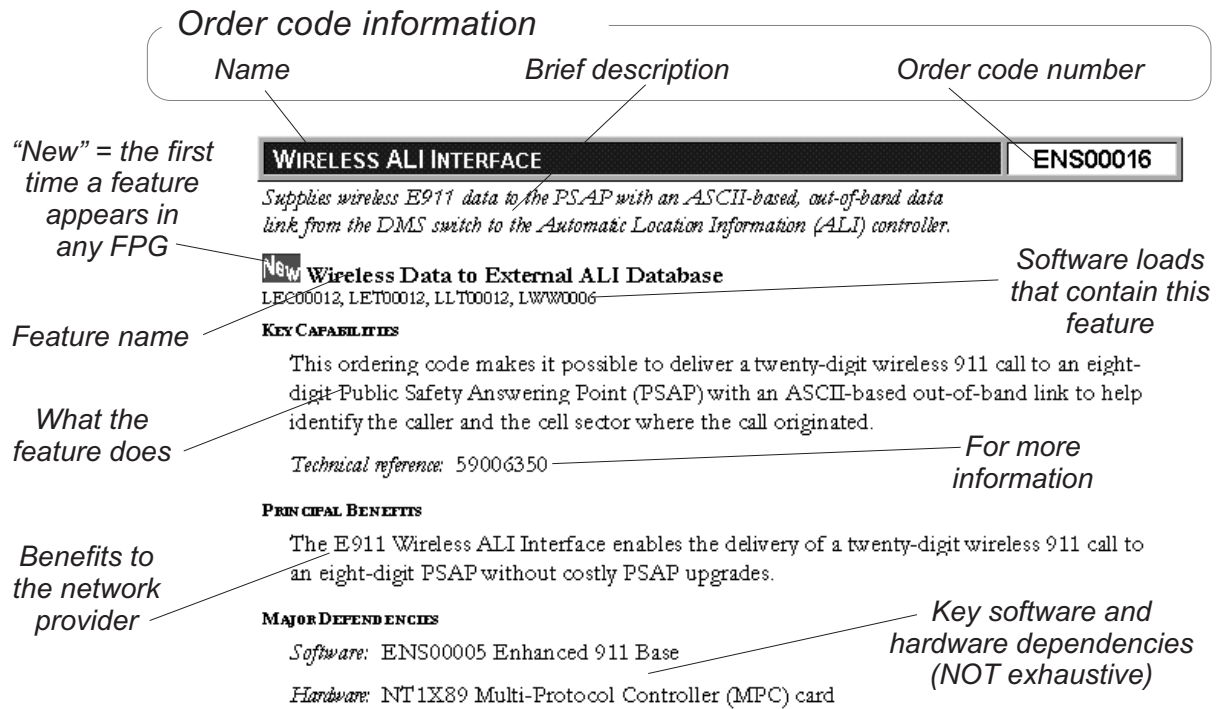 Order code information
Name
Brief description
Order code number
“New” = the first
time a feature
appears in
any FPG
WIRELESS ALI INTERFACE
ENS00016
Supplies wireless E911 data to the PSAP with an ASCII-based, out-of-band data
link from the DMS switch to the Automatic Location Information (ALI) controller.
New Wireless Data to External ALI Database
LEC00012, LET00012, LLT00012, LWW0006
Software loads
that contain this
feature
Feature name
KEY CAPABILITIES
This ordering code makes it possible to deliver a twenty-digit wireless 911 call to an eight-
digit Public Safety Answering Point (PSAP) with an ASCII-based out-of-band link to help
identify the caller and the cell sector where the call originated.
What the
feature does
Technical reference: 59006350
For more
information
PRINCIPAL BENEFITS
The E911 Wireless ALI Interface enables the delivery of a twenty-digit wireless 911 call to
an eight-digit PSAP without costly PSAP upgrades.
Benefits to
the network
provider
MAJOR DEPENDENCIES
Software: ENS00005 Enhanced 911 Base
Hardware: NT1X89 Multi-Protocol Controller (MPC) card
Key software and
hardware dependencies
(NOT exhaustive)